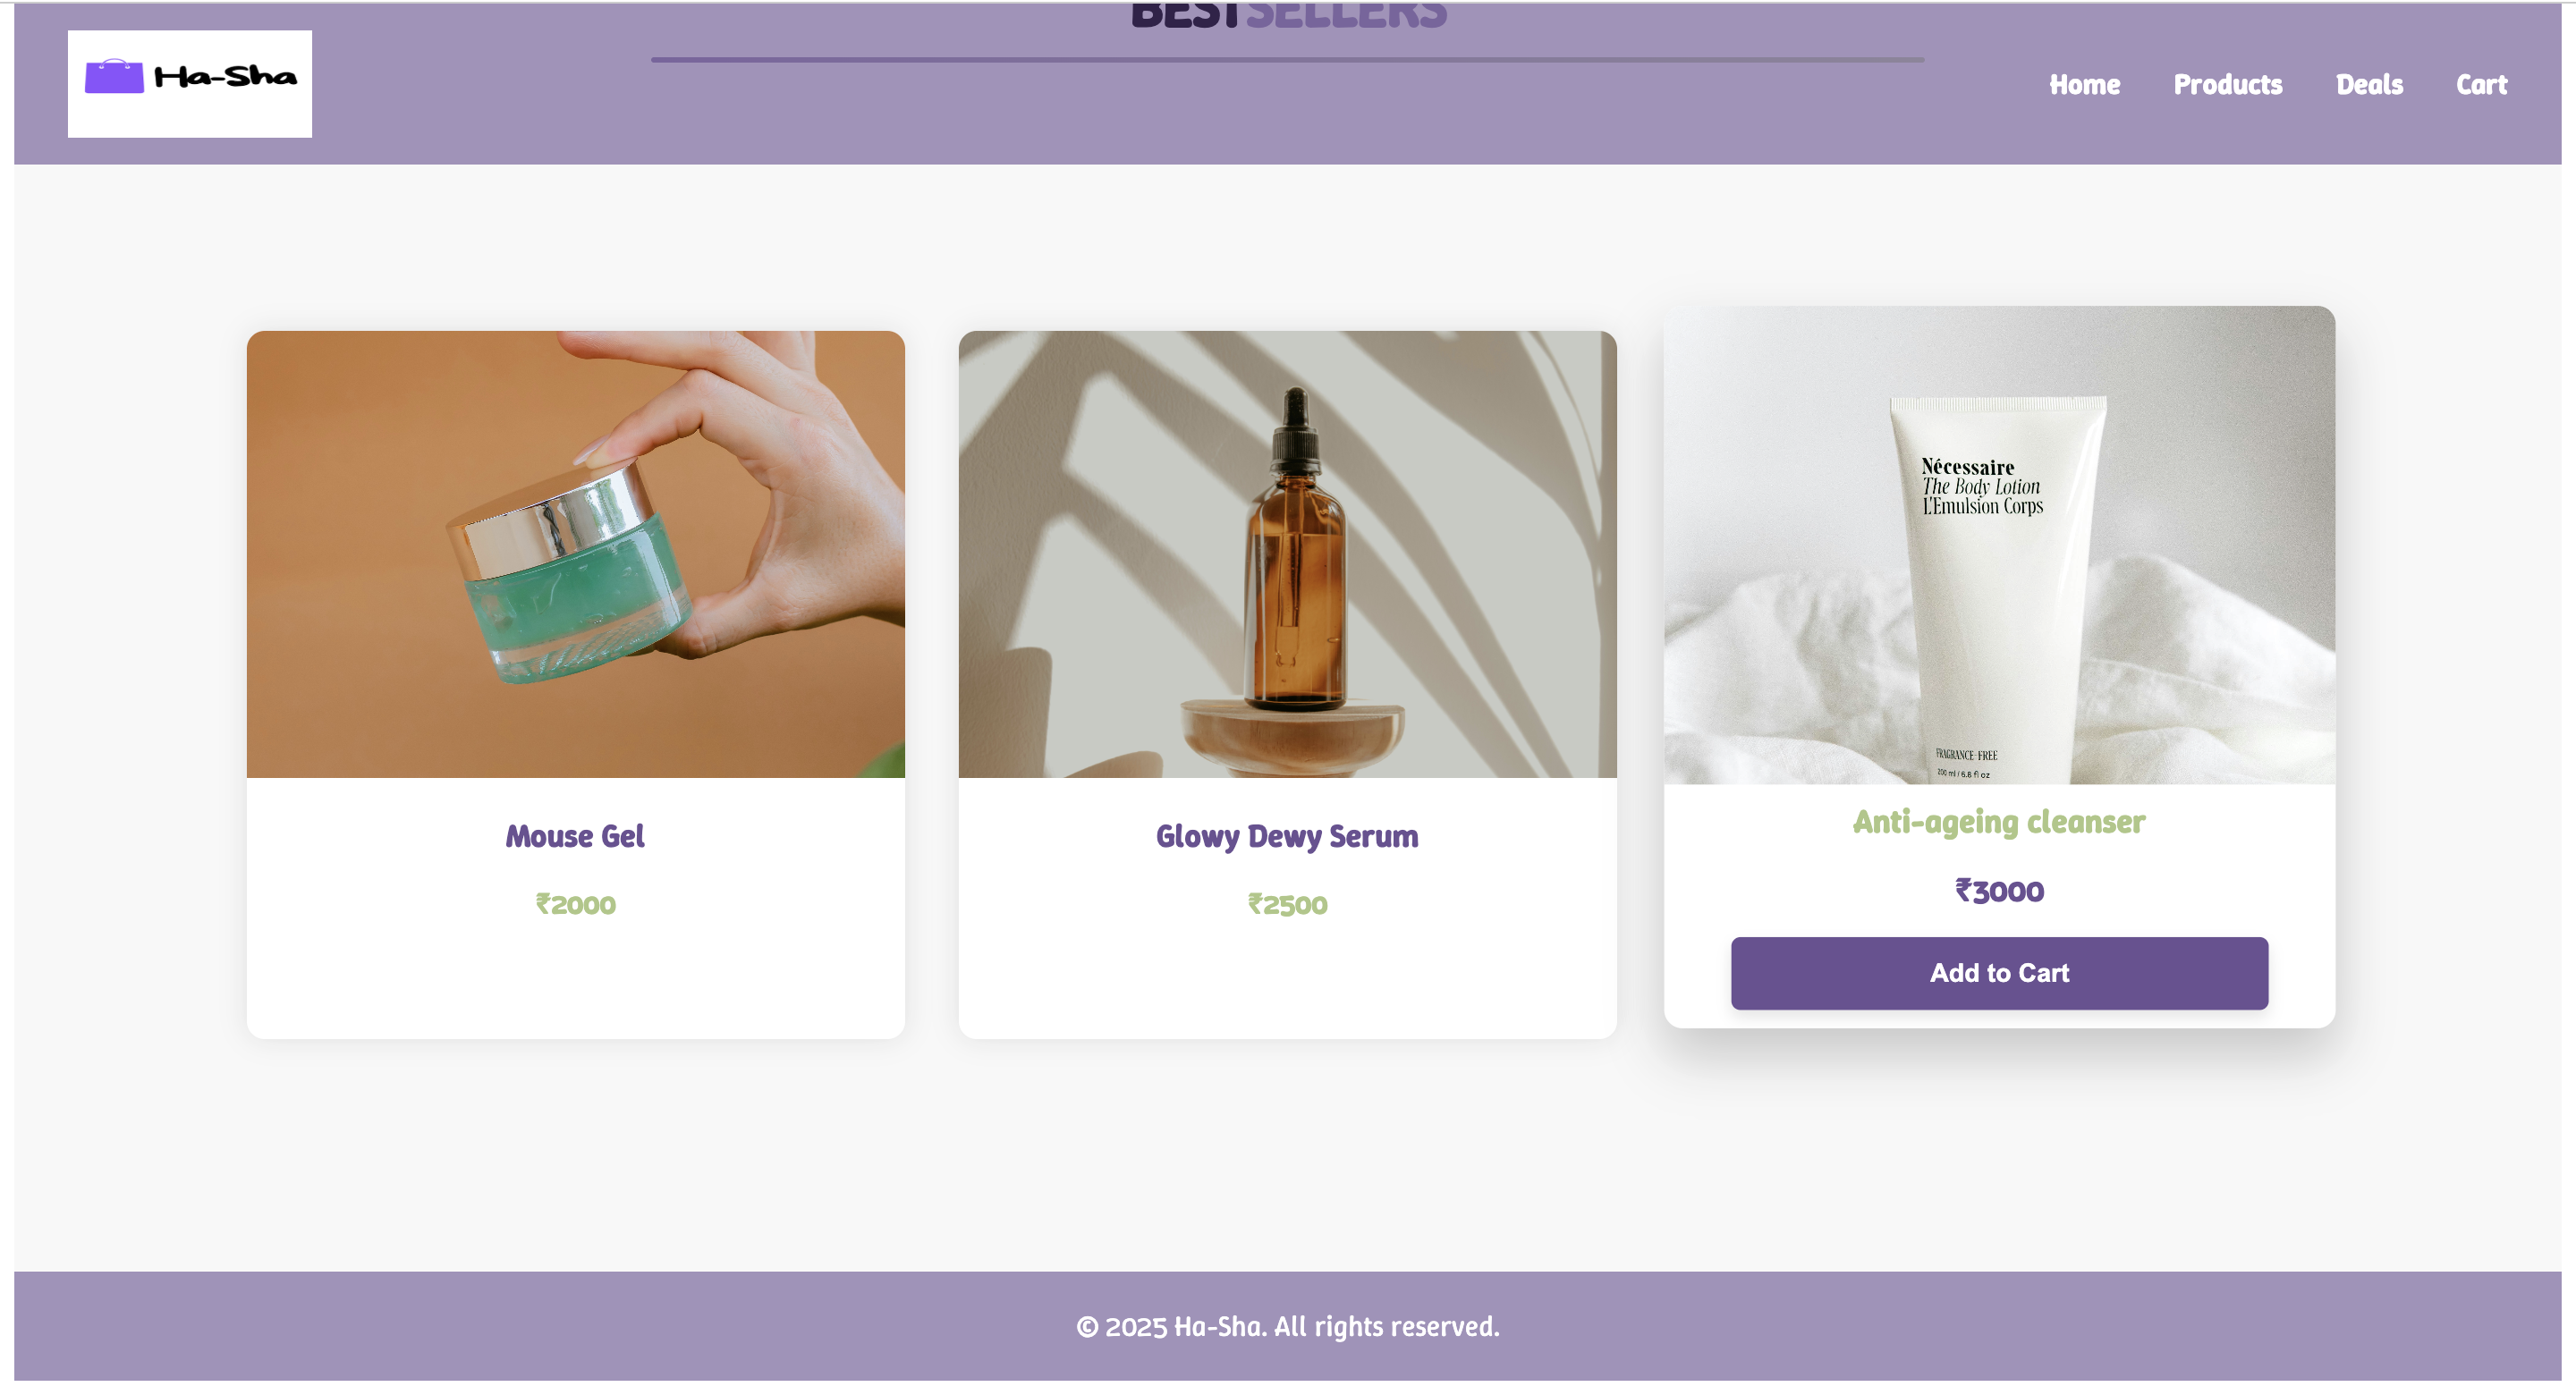 BESTSELLERS
Ha-Sha
Home Products Deals Cart
Nécessaire
The Body Lotion
L'Emulsion Corps
FRAGRANCE-FREE
200 ml / 6.8 fl oz
Mouse Gel
₹2000
Glowy Dewy Serum
₹2500
Anti-ageing cleanser
₹3000
Add to Cart
© 2025 Ha-Sha. All rights reserved.